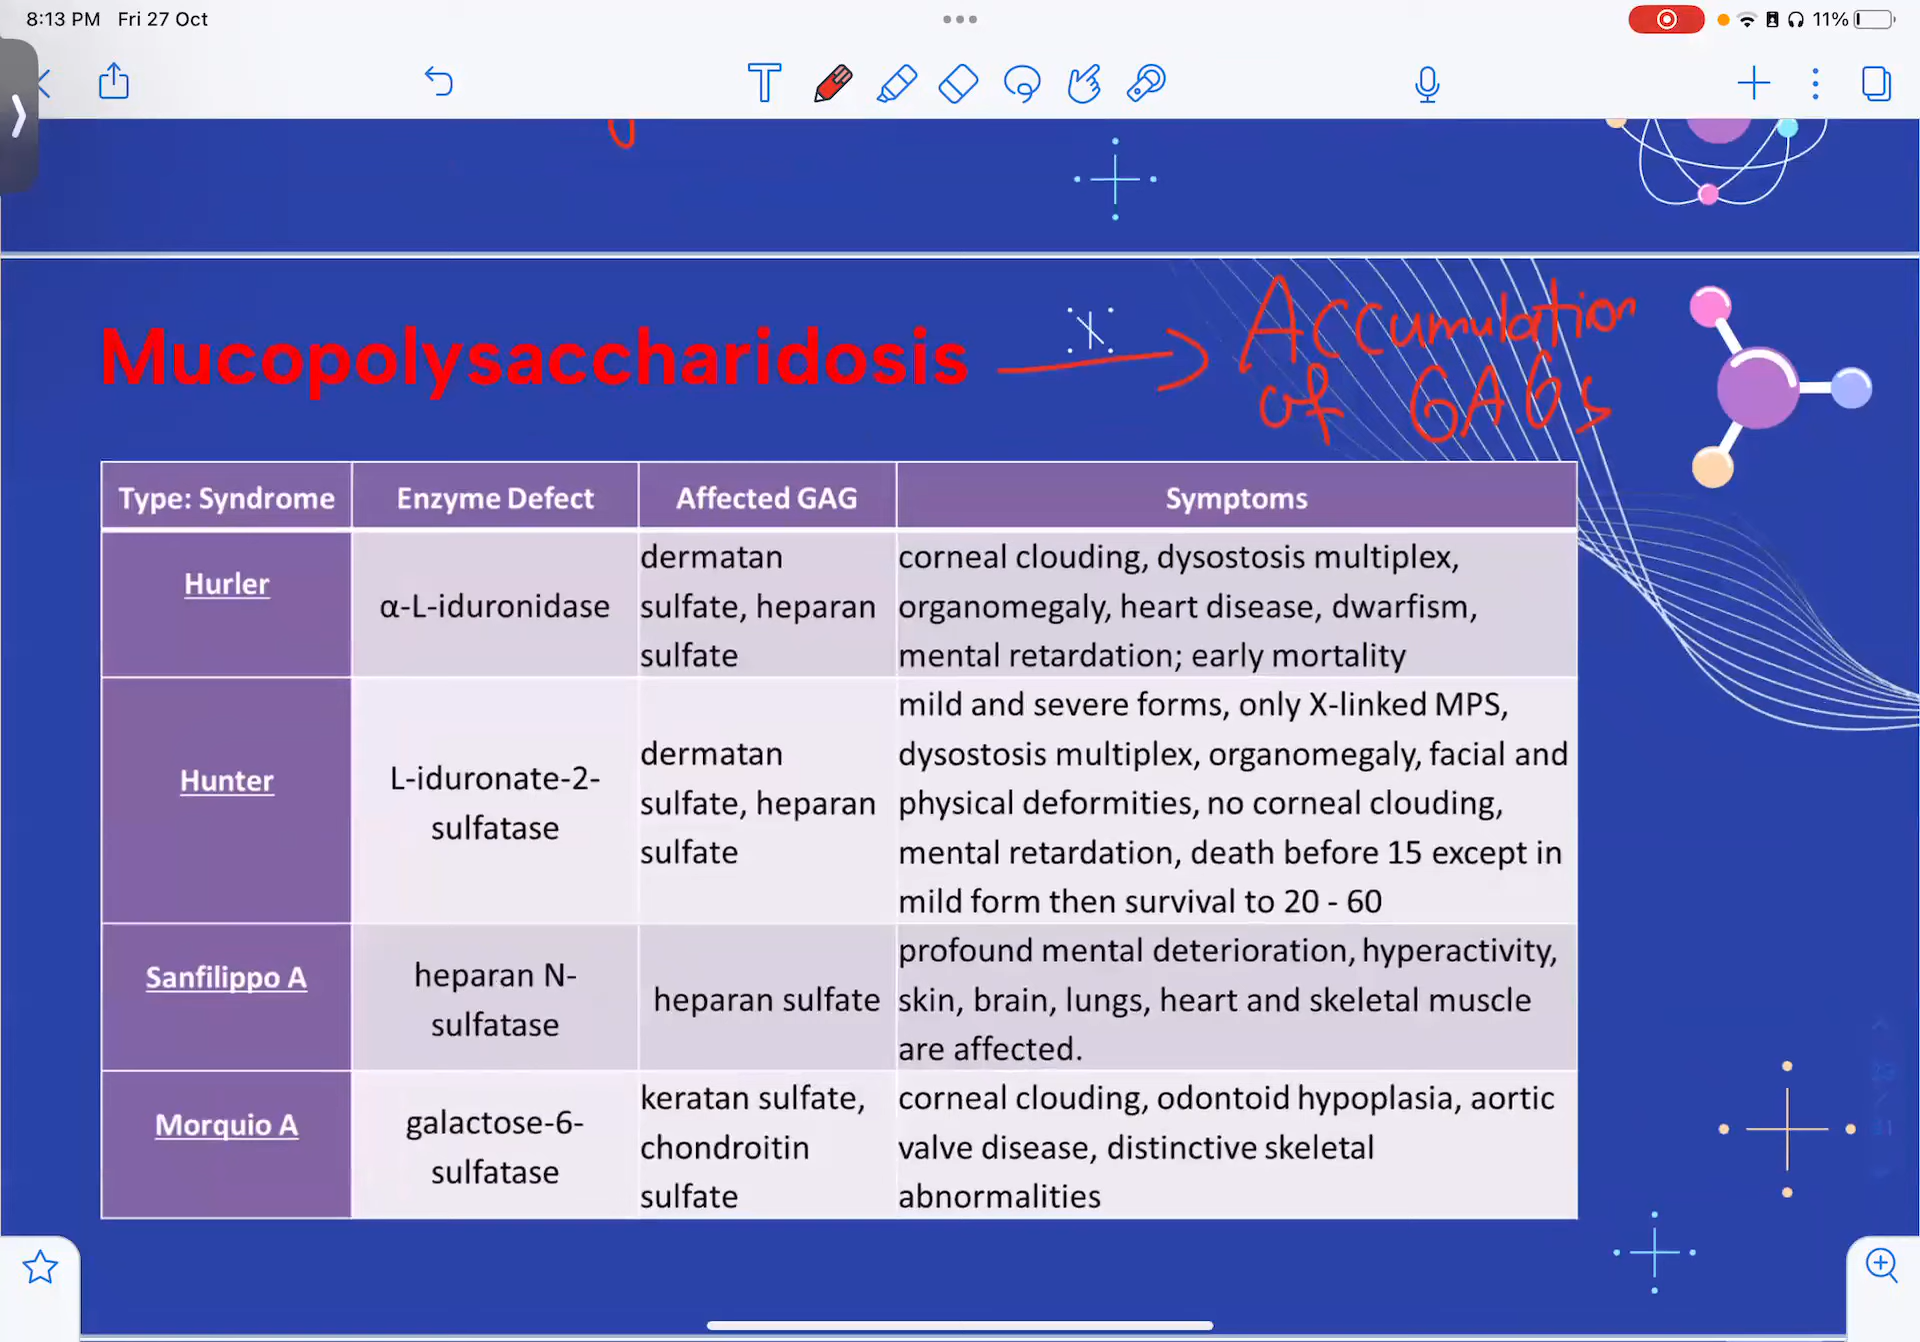 8:13 PM Fri 27 Oct
11%
Mucopolysaccharidosis
Accumulation
of GAGs
Type: Syndrome
Enzyme Defect
Affected GAG
Symptoms
Hurler
α-L-iduronidase
dermatan
sulfate, heparan
sulfate
corneal clouding, dysostosis multiplex,
organomegaly, heart disease, dwarfism,
mental retardation; early mortality
Hunter
L-iduronate-2-
sulfatase
dermatan
sulfate, heparan
sulfate
mild and severe forms, only X-linked MPS,
dysostosis multiplex, organomegaly, facial and
physical deformities, no corneal clouding,
mental retardation, death before 15 except in
mild form then survival to 20 - 60
Sanfilippo A
heparan N-
sulfatase
heparan sulfate
profound mental deterioration, hyperactivity,
skin, brain, lungs, heart and skeletal muscle
are affected.
Morquio A
galactose-6-
sulfatase
keratan sulfate,
chondroitin
sulfate
corneal clouding, odontoid hypoplasia, aortic
valve disease, distinctive skeletal
abnormalities